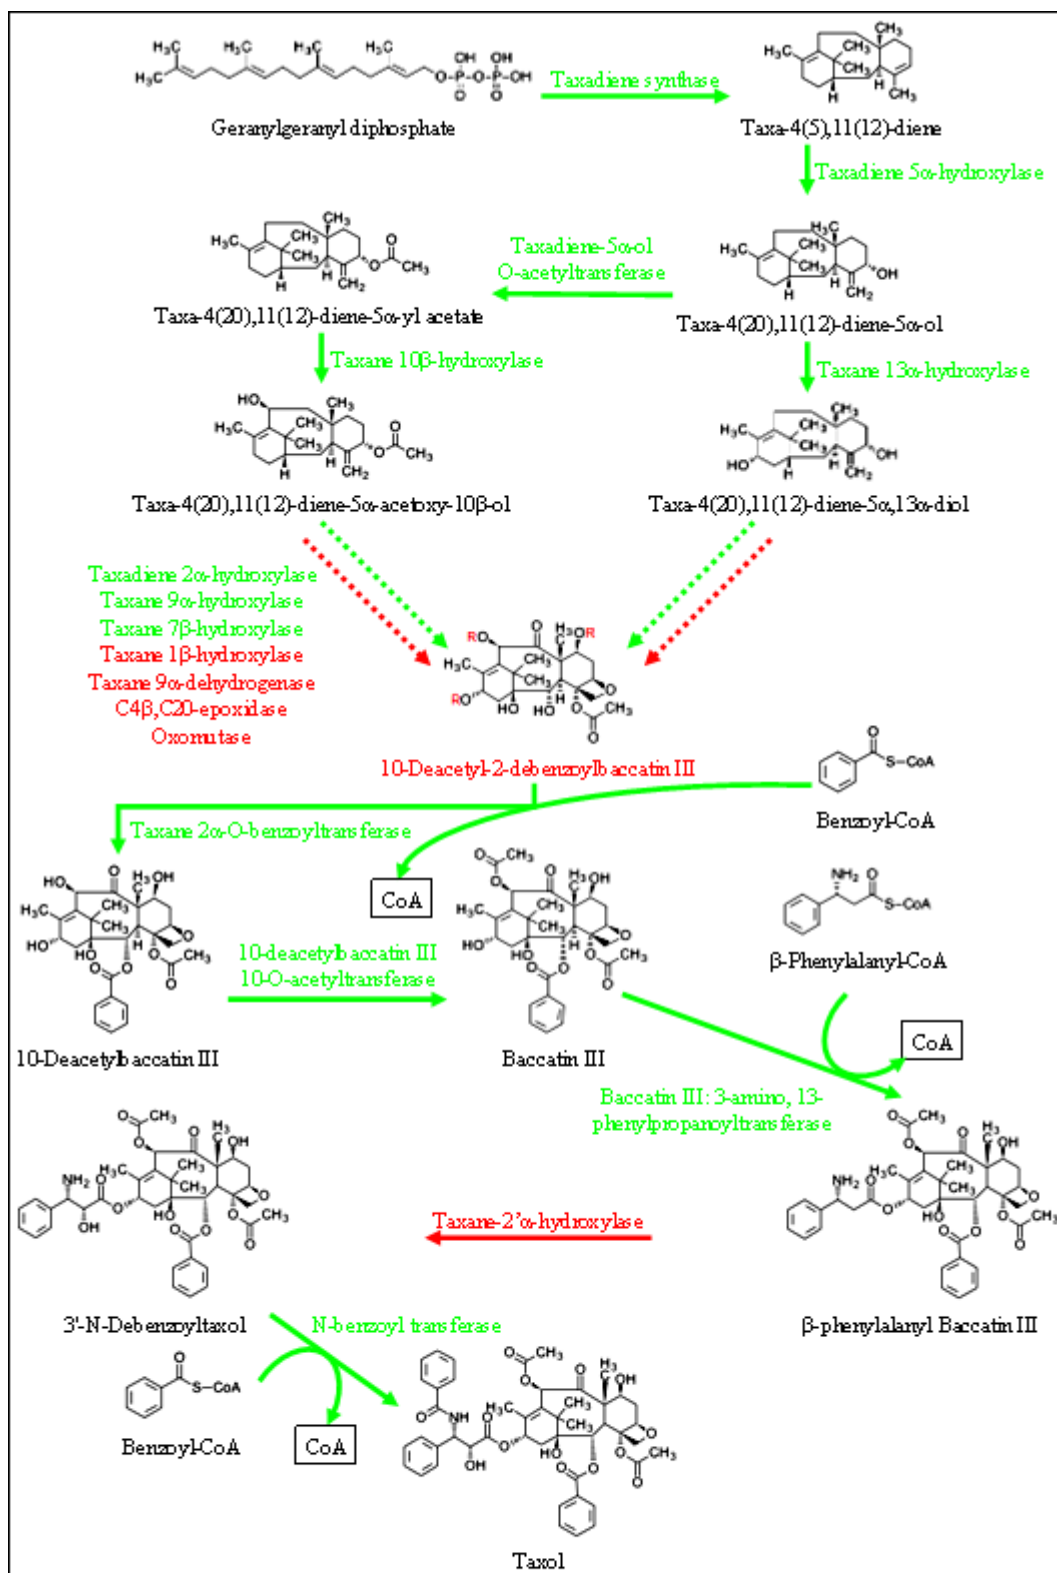 Geranylgeranyl diphosphate
Taxadiene synthase
Taxa-4(5),11(12)-diene
Taxadiene 5α-hydroxylase
Taxa-4(20),11(12)-diene-5α-ol
Taxadiene-5α-ol
O-acetyltransferase
Taxa-4(20),11(12)-diene-5α-yl acetate
Taxane 10β-hydroxylase
Taxane 13α-hydroxylase
Taxa-4(20),11(12)-diene-5α-acetoxy-10β-ol
Taxa-4(20),11(12)-diene-5α,13α-diol
Taxadiene 2α-hydroxylase
Taxane 9α-hydroxylase
Taxane 7β-hydroxylase
Taxane 1β-hydroxylase
Taxane 9α-dehydrogenase
C4β,C20-epoxidase
Oxomutase
10-Deacetyl-2-debenzoylbaccatin III
Benzoyl-CoA
Taxane 2α-O-benzoyltransferase
CoA
10-deacetylbaccatin III
10-O-acetyltransferase
β-Phenylalanyl-CoA
10-Deacetylbaccatin III
Baccatin III
CoA
Baccatin III: 3-amino, 13-
phenylpropanoyltransferase
Taxane-2'α-hydroxylase
3'-N-Debenzoyltaxol
β-phenylalanyl Baccatin III
N-benzoyl transferase
Benzoyl-CoA
CoA
Taxol